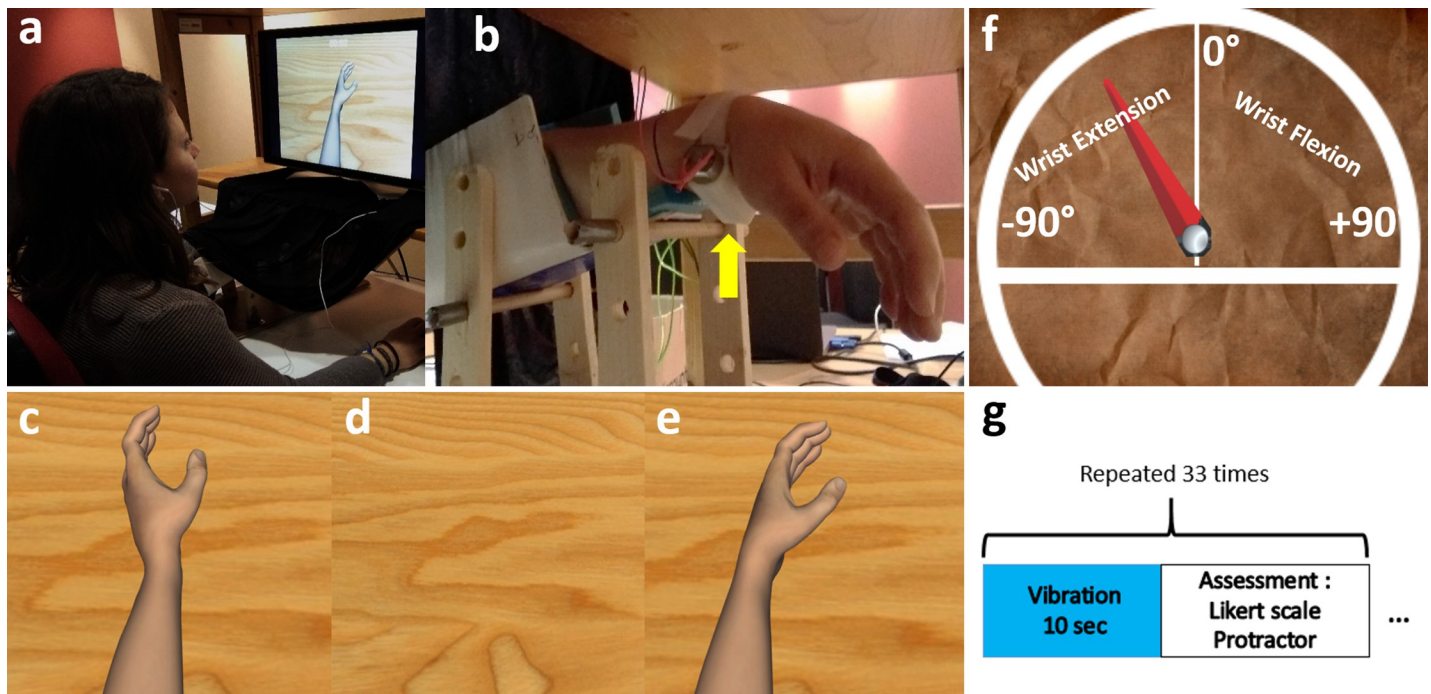 a
b
f
0°
Wrist Extension
Wrist Flexion
-90°
+90
c
d
e
g
Repeated 33 times
Vibration
10 sec
Assessment :
Likert scale
Protractor
...